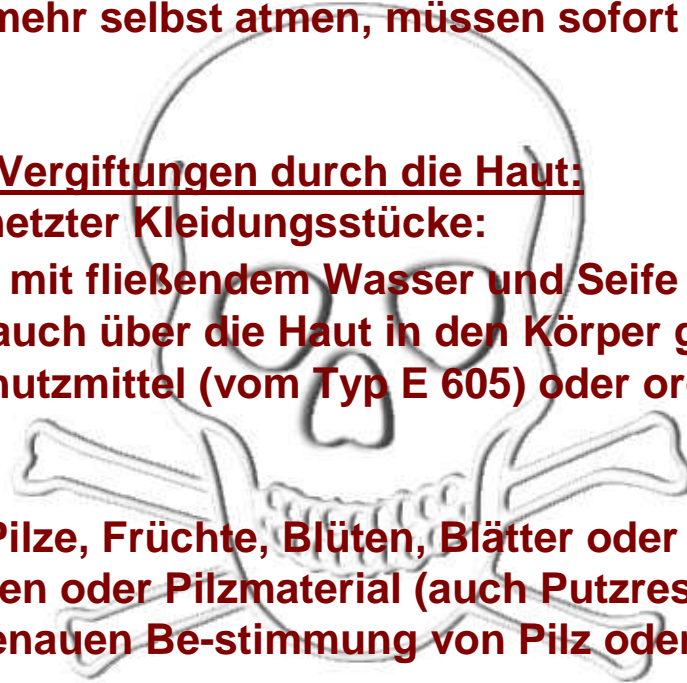 mehr selbst atmen, müssen sofort
Vergiftungen durch die Haut:
netzter Kleidungsstücke:
mit fließendem Wasser und Seife
auch über die Haut in den Körper g
hutzmittel (vom Typ E 605) oder or
Pilze, Früchte, Blüten, Blätter oder
en oder Pilzmaterial (auch Putzres
enauen Be-stimmung von Pilz oder